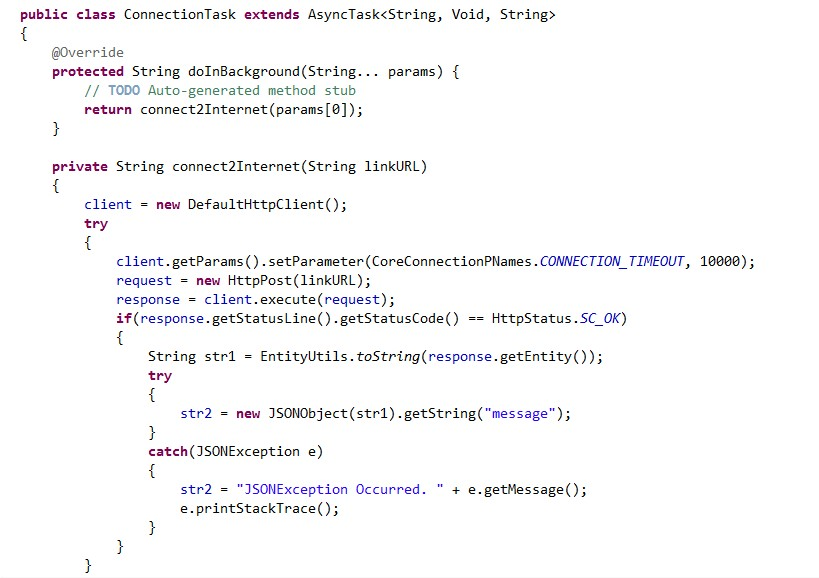 public class ConnectionTask extends AsyncTask<String, Void, String>
{
    @Override
    protected String doInBackground(String... params) {
        // TODO Auto-generated method stub
        return connect2Internet(params[0]);
    }

    private String connect2Internet(String linkURL)
    {
        client = new DefaultHttpClient();
        try
        {
            client.getParams().setParameter(CoreConnectionPNames.CONNECTION_TIMEOUT, 10000);
            request = new HttpPost(linkURL);
            response = client.execute(request);
            if(response.getStatusLine().getStatusCode() == HttpStatus.SC_OK)
            {
                String str1 = EntityUtils.toString(response.getEntity());
                try
                {
                    str2 = new JSONObject(str1).getString("message");
                }
                catch(JSONException e)
                {
                    str2 = "JSONException Occurred. " + e.getMessage();
                    e.printStackTrace();
                }
            }
        }